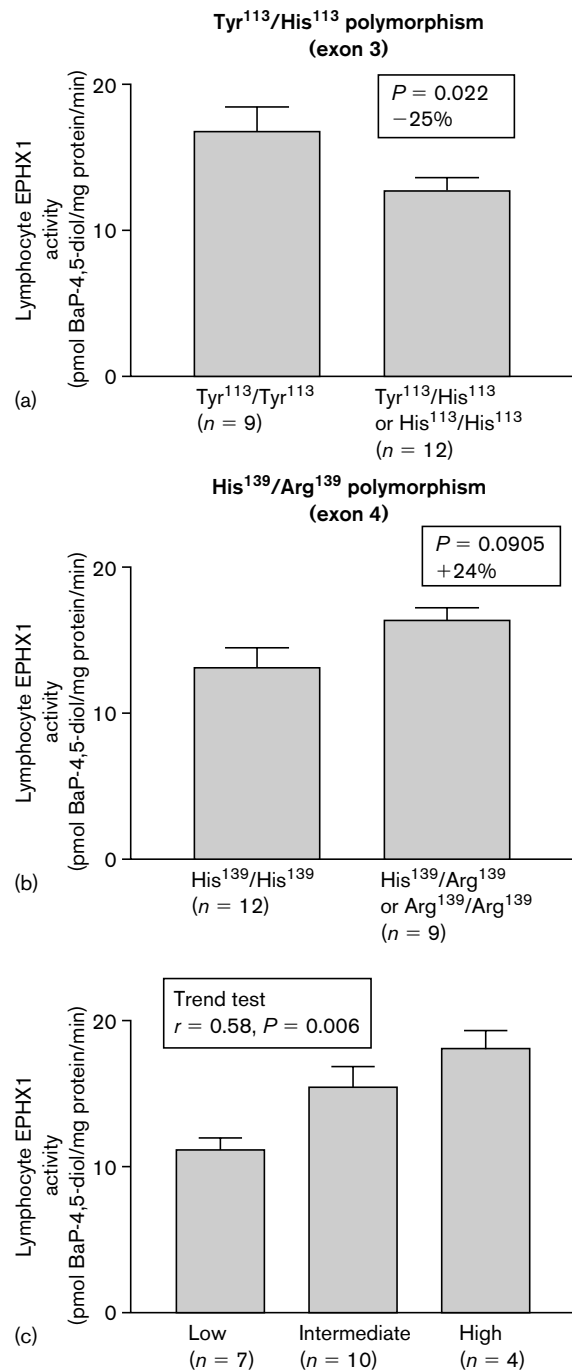 Tyr113/His113 polymorphism
(exon 3)
Lymphocyte EPHX1
activity
(pmol BaP-4,5-diol/mg protein/min)
20
10
0
P = 0.022
−25%
Tyr113/Tyr113
(n = 9)
Tyr113/His113
or His113/His113
(n = 12)
(a)
His139/Arg139 polymorphism
(exon 4)
Lymphocyte EPHX1
activity
(pmol BaP-4,5-diol/mg protein/min)
20
10
0
P = 0.0905
+24%
His139/His139
(n = 12)
His139/Arg139
or Arg139/Arg139
(n = 9)
(b)
Lymphocyte EPHX1
activity
(pmol BaP-4,5-diol/mg protein/min)
20
10
0
Trend test
r = 0.58, P = 0.006
Low
(n = 7)
Intermediate
(n = 10)
High
(n = 4)
(c)